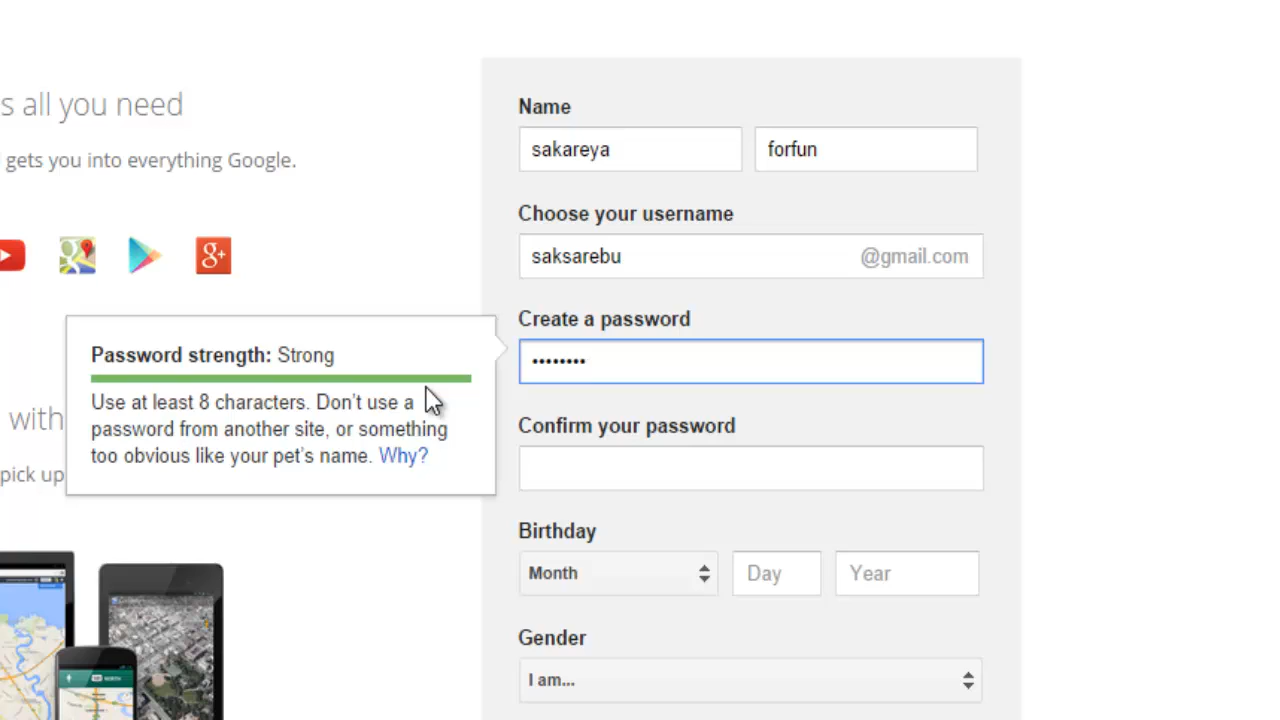 s all you need
gets you into everything Google.
g+
Password strength: Strong
Use at least 8 characters. Don't use a
password from another site, or something
too obvious like your pet's name. Why?
with
pick up
Name
sakareya forfun
Choose your username
saksarebu @gmail.com
Create a password
••••••••
Confirm your password
Birthday
Month Day Year
Gender
I am...